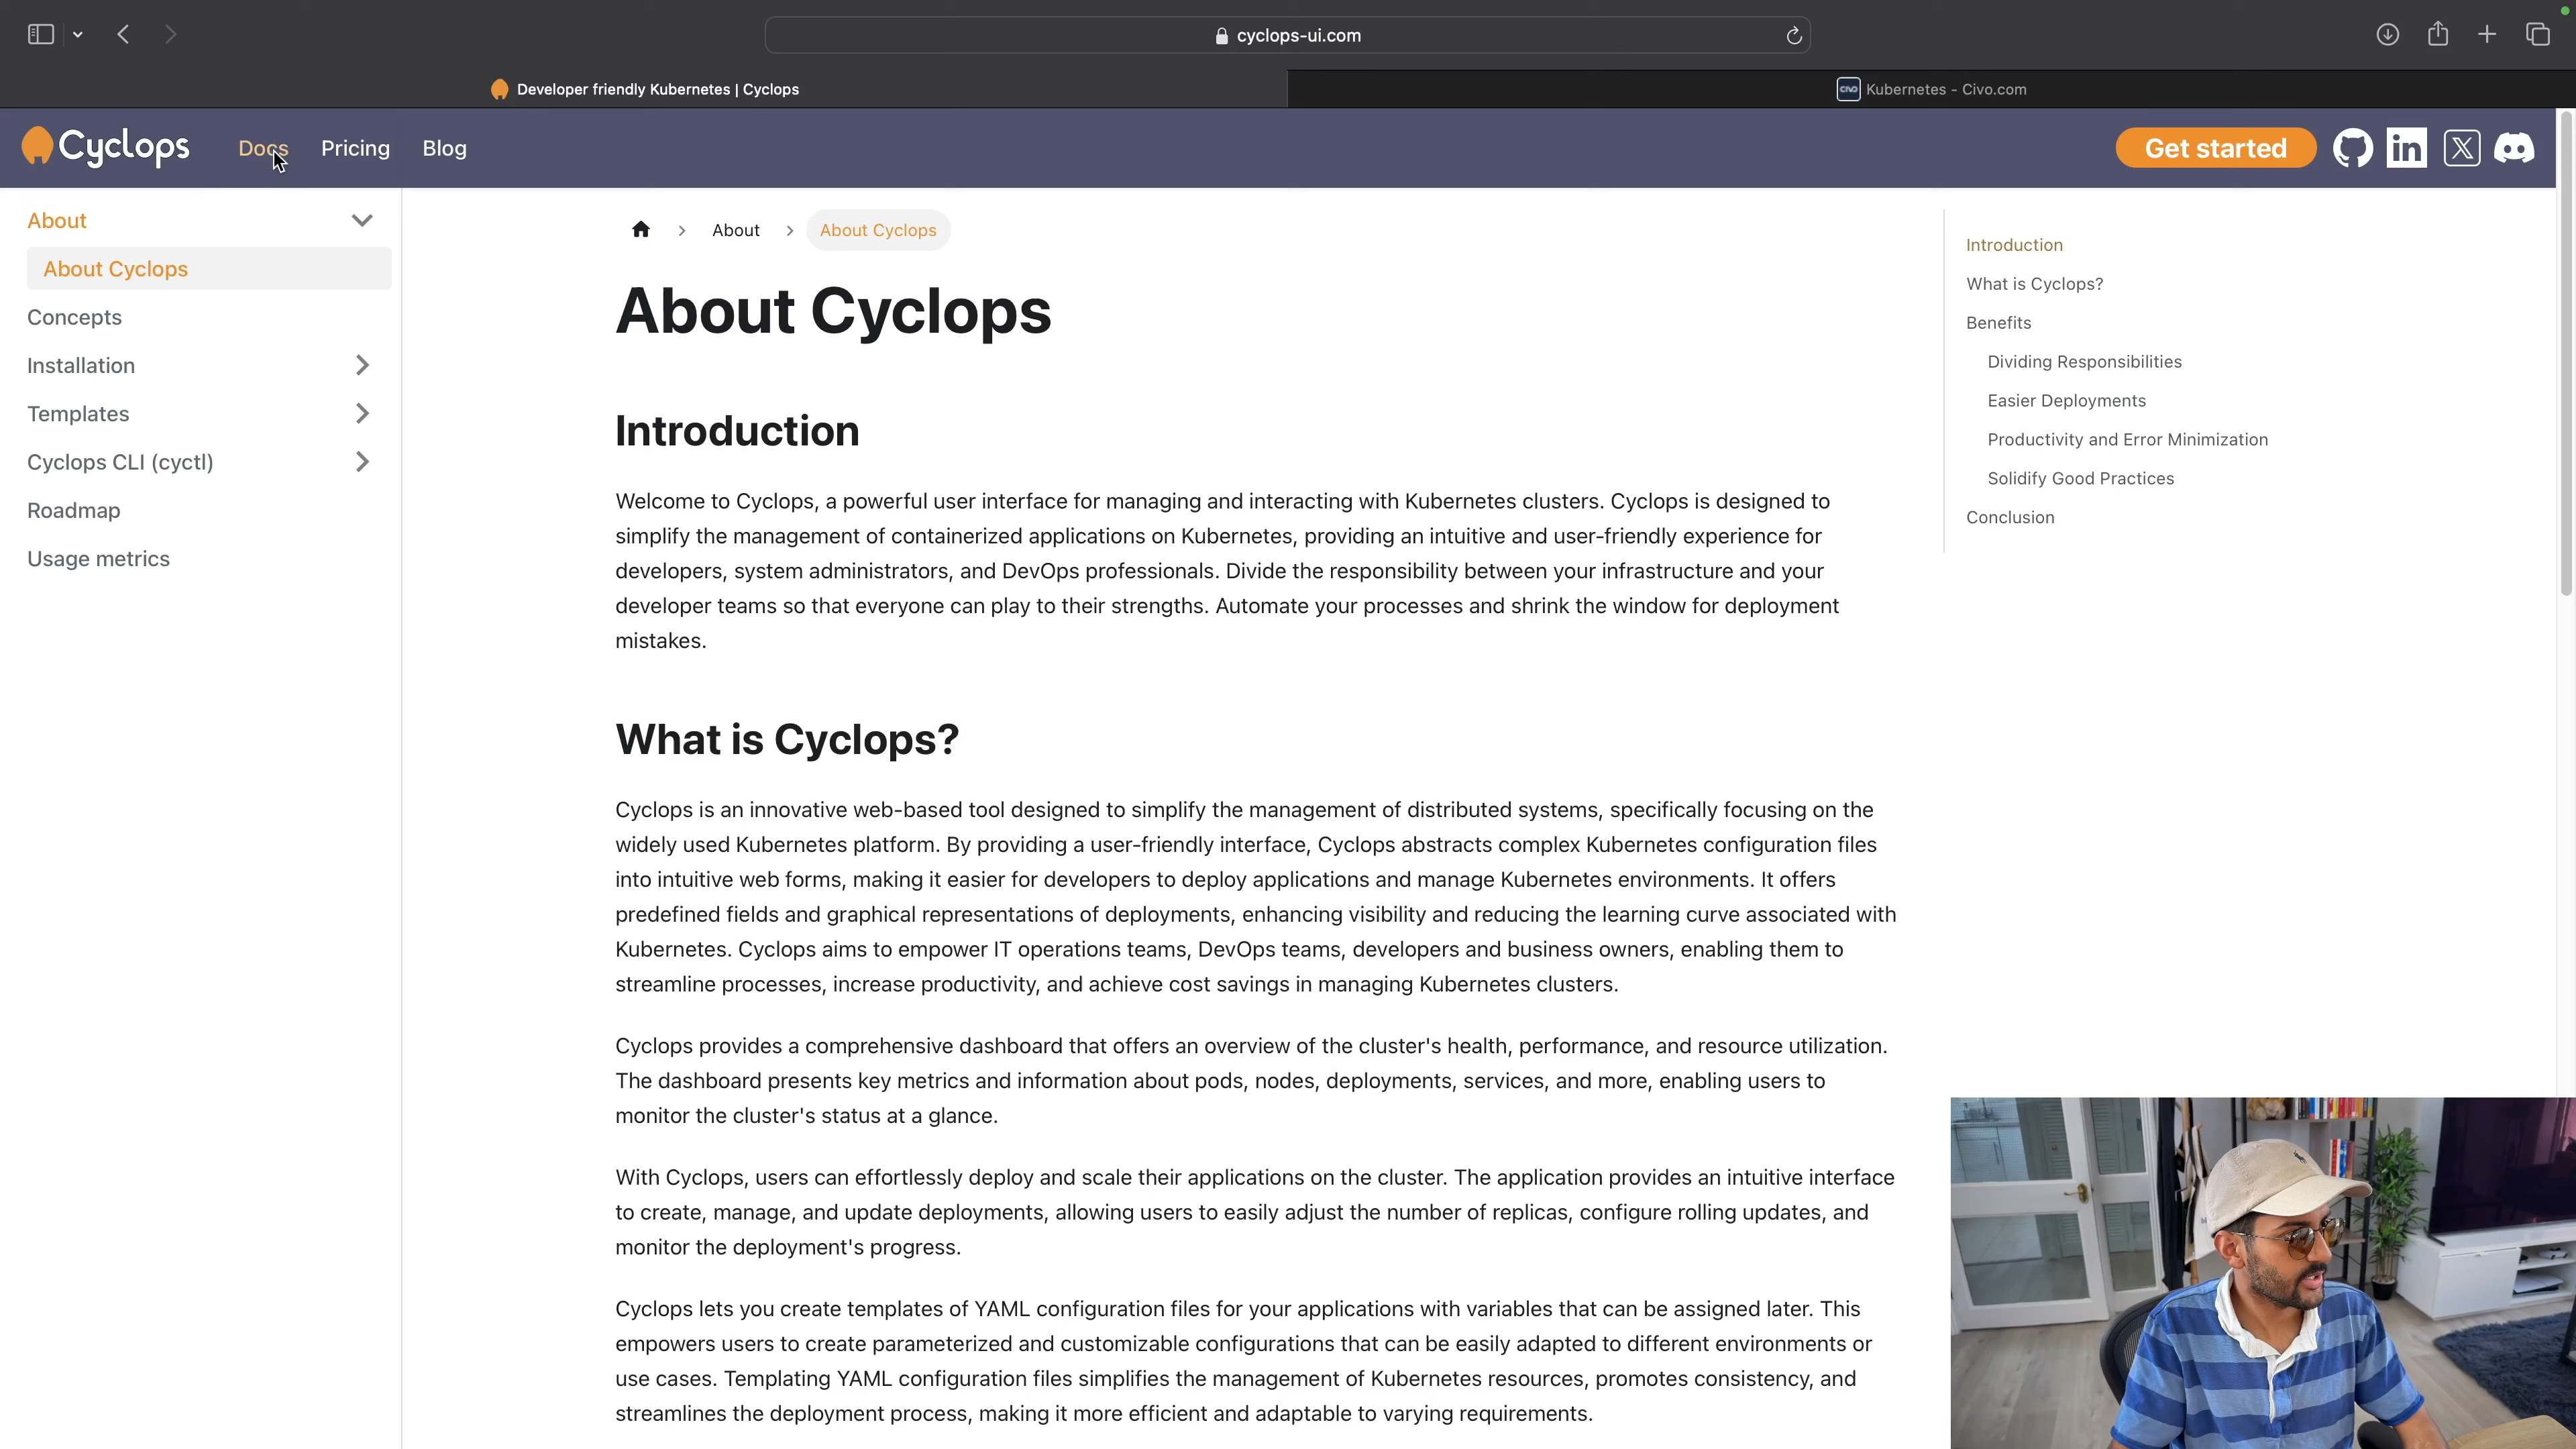 cyclops-ui.com
Developer friendly Kubernetes | Cyclops
CIVO Kubernetes - Civo.com
Cyclops Docs Pricing Blog Get started
About
About Cyclops
Concepts
Installation
Templates
Cyclops CLI (cyctl)
Roadmap
Usage metrics
About > About Cyclops
About Cyclops
Introduction
Welcome to Cyclops, a powerful user interface for managing and interacting with Kubernetes clusters. Cyclops is designed to
simplify the management of containerized applications on Kubernetes, providing an intuitive and user-friendly experience for
developers, system administrators, and DevOps professionals. Divide the responsibility between your infrastructure and your
developer teams so that everyone can play to their strengths. Automate your processes and shrink the window for deployment
mistakes.
What is Cyclops?
Cyclops is an innovative web-based tool designed to simplify the management of distributed systems, specifically focusing on the
widely used Kubernetes platform. By providing a user-friendly interface, Cyclops abstracts complex Kubernetes configuration files
into intuitive web forms, making it easier for developers to deploy applications and manage Kubernetes environments. It offers
predefined fields and graphical representations of deployments, enhancing visibility and reducing the learning curve associated with
Kubernetes. Cyclops aims to empower IT operations teams, DevOps teams, developers and business owners, enabling them to
streamline processes, increase productivity, and achieve cost savings in managing Kubernetes clusters.
Cyclops provides a comprehensive dashboard that offers an overview of the cluster's health, performance, and resource utilization.
The dashboard presents key metrics and information about pods, nodes, deployments, services, and more, enabling users to
monitor the cluster's status at a glance.
With Cyclops, users can effortlessly deploy and scale their applications on the cluster. The application provides an intuitive interface
to create, manage, and update deployments, allowing users to easily adjust the number of replicas, configure rolling updates, and
monitor the deployment's progress.
Cyclops lets you create templates of YAML configuration files for your applications with variables that can be assigned later. This
empowers users to create parameterized and customizable configurations that can be easily adapted to different environments or
use cases. Templating YAML configuration files simplifies the management of Kubernetes resources, promotes consistency, and
streamlines the deployment process, making it more efficient and adaptable to varying requirements.
Introduction
What is Cyclops?
Benefits
Dividing Responsibilities
Easier Deployments
Productivity and Error Minimization
Solidify Good Practices
Conclusion